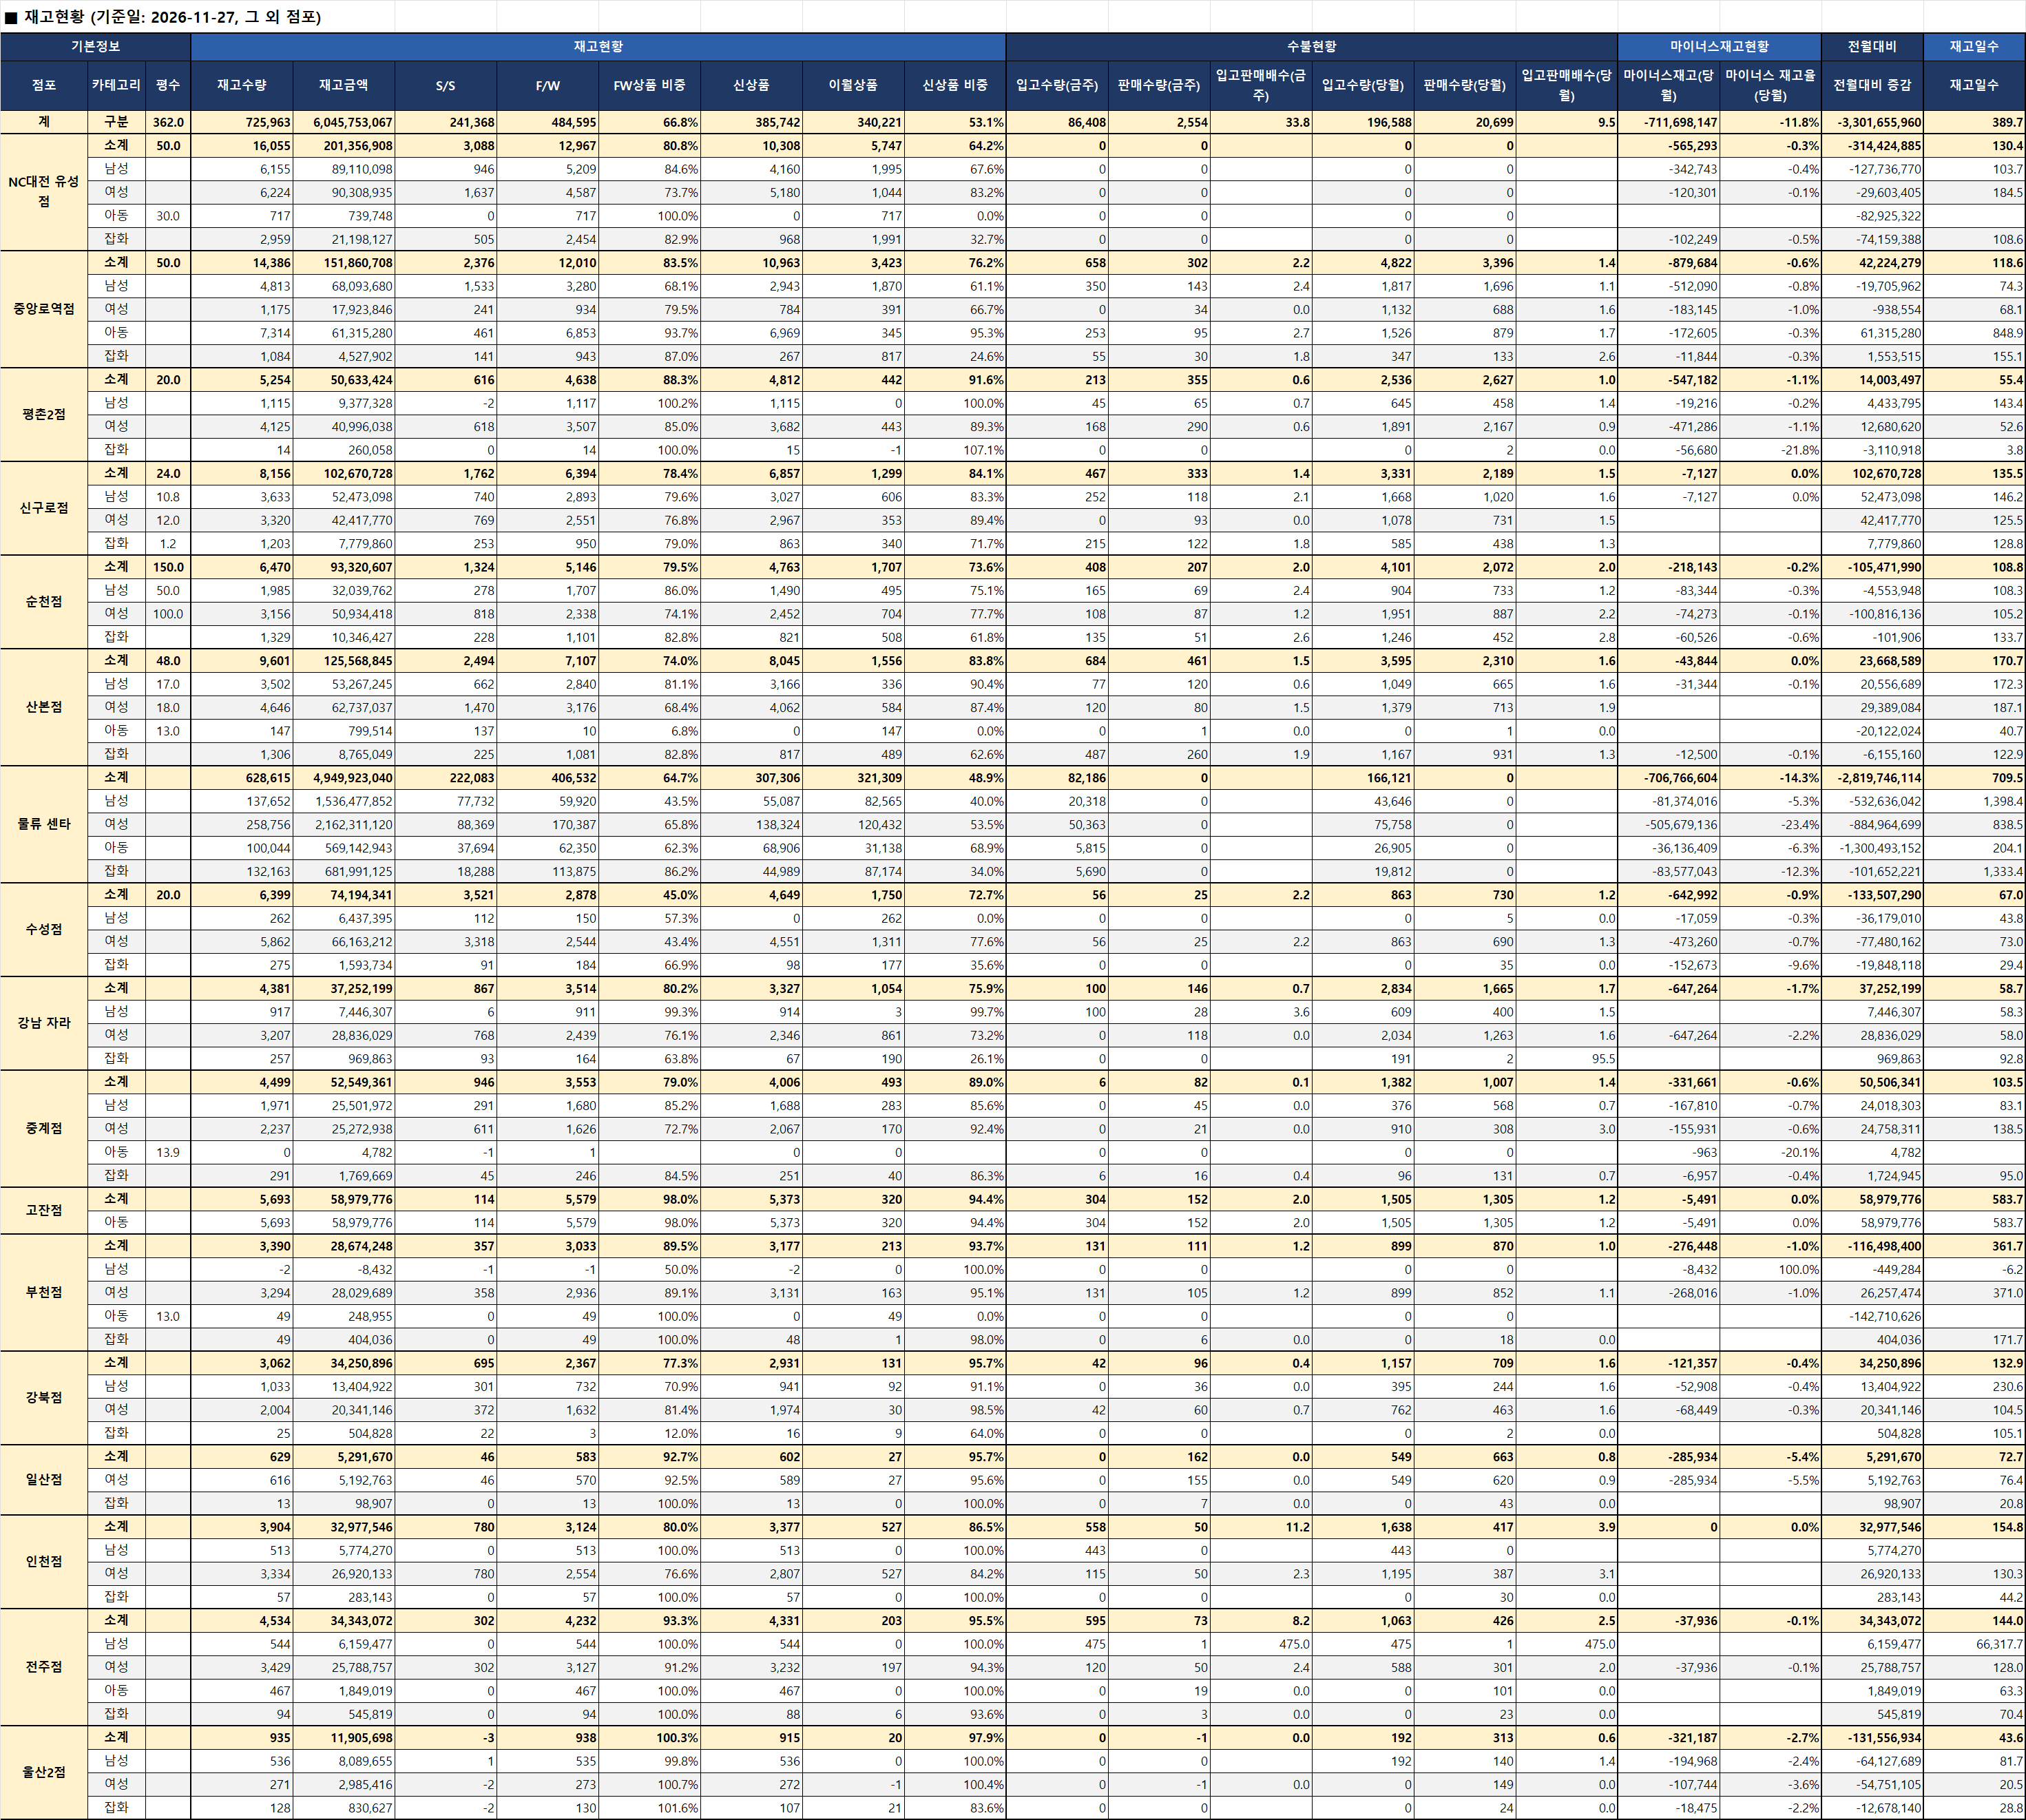 ■ 재고현황 (기준일: 2026-11-27, 그 외 점포)
기본정보 재고현황 수불현황 마이너스재고현황 전월대비 재고일수
점포 카테고리 평수 재고수량 재고금액 S/S F/W FW상품 비중 신상품 이월상품 신상품 비중 입고수량(금주) 판매수량(금주) 입고판매배수(금주) 입고수량(당월) 판매수량(당월) 입고판매배수(당월) 마이너스재고(당월) 마이너스 재고율(당월) 전월대비 증감 재고일수
계 구분 362.0 725,963 6,045,753,067 241,368 484,595 66.8% 385,742 340,221 53.1% 86,408 2,554 33.8 196,588 20,699 9.5 -711,698,147 -11.8% -3,301,655,960 389.7
NC대전 유성점 소계 50.0 16,055 201,356,908 3,088 12,967 80.8% 10,308 5,747 64.2% 0 0 0 0 -565,293 -0.3% -314,424,885 130.4
남성 6,155 89,110,098 946 5,209 84.6% 4,160 1,995 67.6% 0 0 0 0 -342,743 -0.4% -127,736,770 103.7
여성 6,224 90,308,935 1,637 4,587 73.7% 5,180 1,044 83.2% 0 0 0 0 -120,301 -0.1% -29,603,405 184.5
아동 30.0 717 739,748 0 717 100.0% 0 717 0.0% 0 0 0 0 -82,925,322
잡화 2,959 21,198,127 505 2,454 82.9% 968 1,991 32.7% 0 0 0 0 -102,249 -0.5% -74,159,388 108.6
중앙로역점 소계 50.0 14,386 151,860,708 2,376 12,010 83.5% 10,963 3,423 76.2% 658 302 2.2 4,822 3,396 1.4 -879,684 -0.6% 42,224,279 118.6
남성 4,813 68,093,680 1,533 3,280 68.1% 2,943 1,870 61.1% 350 143 2.4 1,817 1,696 1.1 -512,090 -0.8% -19,705,962 74.3
여성 1,175 17,923,846 241 934 79.5% 784 391 66.7% 0 34 0.0 1,132 688 1.6 -183,145 -1.0% -938,554 68.1
아동 7,314 61,315,280 461 6,853 93.7% 6,969 345 95.3% 253 95 2.7 1,526 879 1.7 -172,605 -0.3% 61,315,280 848.9
잡화 1,084 4,527,902 141 943 87.0% 267 817 24.6% 55 30 1.8 347 133 2.6 -11,844 -0.3% 1,553,515 155.1
평촌2점 소계 20.0 5,254 50,633,424 616 4,638 88.3% 4,812 442 91.6% 213 355 0.6 2,536 2,627 1.0 -547,182 -1.1% 14,003,497 55.4
남성 1,115 9,377,328 -2 1,117 100.2% 1,115 0 100.0% 45 65 0.7 645 458 1.4 -19,216 -0.2% 4,433,795 143.4
여성 4,125 40,996,038 618 3,507 85.0% 3,682 443 89.3% 168 290 0.6 1,891 2,167 0.9 -471,286 -1.1% 12,680,620 52.6
잡화 14 260,058 0 14 100.0% 15 -1 107.1% 0 0 0 2 0.0 -56,680 -21.8% -3,110,918 3.8
신구로점 소계 24.0 8,156 102,670,728 1,762 6,394 78.4% 6,857 1,299 84.1% 467 333 1.4 3,331 2,189 1.5 -7,127 0.0% 102,670,728 135.5
남성 10.8 3,633 52,473,098 740 2,893 79.6% 3,027 606 83.3% 252 118 2.1 1,668 1,020 1.6 -7,127 0.0% 52,473,098 146.2
여성 12.0 3,320 42,417,770 769 2,551 76.8% 2,967 353 89.4% 0 93 0.0 1,078 731 1.5 42,417,770 125.5
잡화 1.2 1,203 7,779,860 253 950 79.0% 863 340 71.7% 215 122 1.8 585 438 1.3 7,779,860 128.8
순천점 소계 150.0 6,470 93,320,607 1,324 5,146 79.5% 4,763 1,707 73.6% 408 207 2.0 4,101 2,072 2.0 -218,143 -0.2% -105,471,990 108.8
남성 50.0 1,985 32,039,762 278 1,707 86.0% 1,490 495 75.1% 165 69 2.4 904 733 1.2 -83,344 -0.3% -4,553,948 108.3
여성 100.0 3,156 50,934,418 818 2,338 74.1% 2,452 704 77.7% 108 87 1.2 1,951 887 2.2 -74,273 -0.1% -100,816,136 105.2
잡화 1,329 10,346,427 228 1,101 82.8% 821 508 61.8% 135 51 2.6 1,246 452 2.8 -60,526 -0.6% -101,906 133.7
산본점 소계 48.0 9,601 125,568,845 2,494 7,107 74.0% 8,045 1,556 83.8% 684 461 1.5 3,595 2,310 1.6 -43,844 0.0% 23,668,589 170.7
남성 17.0 3,502 53,267,245 662 2,840 81.1% 3,166 336 90.4% 77 120 0.6 1,049 665 1.6 -31,344 -0.1% 20,556,689 172.3
여성 18.0 4,646 62,737,037 1,470 3,176 68.4% 4,062 584 87.4% 120 80 1.5 1,379 713 1.9 29,389,084 187.1
아동 13.0 147 799,514 137 10 6.8% 0 147 0.0% 0 1 0.0 0 1 0.0 -20,122,024 40.7
잡화 1,306 8,765,049 225 1,081 82.8% 817 489 62.6% 487 260 1.9 1,167 931 1.3 -12,500 -0.1% -6,155,160 122.9
물류 센타 소계 628,615 4,949,923,040 222,083 406,532 64.7% 307,306 321,309 48.9% 82,186 0 166,121 0 -706,766,604 -14.3% -2,819,746,114 709.5
남성 137,652 1,536,477,852 77,732 59,920 43.5% 55,087 82,565 40.0% 20,318 0 43,646 0 -81,374,016 -5.3% -532,636,042 1,398.4
여성 258,756 2,162,311,120 88,369 170,387 65.8% 138,324 120,432 53.5% 50,363 0 75,758 0 -505,679,136 -23.4% -884,964,699 838.5
아동 100,044 569,142,943 37,694 62,350 62.3% 68,906 31,138 68.9% 5,815 0 26,905 0 -36,136,409 -6.3% -1,300,493,152 204.1
잡화 132,163 681,991,125 18,288 113,875 86.2% 44,989 87,174 34.0% 5,690 0 19,812 0 -83,577,043 -12.3% -101,652,221 1,333.4
수성점 소계 20.0 6,399 74,194,341 3,521 2,878 45.0% 4,649 1,750 72.7% 56 25 2.2 863 730 1.2 -642,992 -0.9% -133,507,290 67.0
남성 262 6,437,395 112 150 57.3% 0 262 0.0% 0 0 0 5 0.0 -17,059 -0.3% -36,179,010 43.8
여성 5,862 66,163,212 3,318 2,544 43.4% 4,551 1,311 77.6% 56 25 2.2 863 690 1.3 -473,260 -0.7% -77,480,162 73.0
잡화 275 1,593,734 91 184 66.9% 98 177 35.6% 0 0 0 35 0.0 -152,673 -9.6% -19,848,118 29.4
강남 자라 소계 4,381 37,252,199 867 3,514 80.2% 3,327 1,054 75.9% 100 146 0.7 2,834 1,665 1.7 -647,264 -1.7% 37,252,199 58.7
남성 917 7,446,307 6 911 99.3% 914 3 99.7% 100 28 3.6 609 400 1.5 7,446,307 58.3
여성 3,207 28,836,029 768 2,439 76.1% 2,346 861 73.2% 0 118 0.0 2,034 1,263 1.6 -647,264 -2.2% 28,836,029 58.0
잡화 257 969,863 93 164 63.8% 67 190 26.1% 0 0 191 2 95.5 969,863 92.8
중계점 소계 4,499 52,549,361 946 3,553 79.0% 4,006 493 89.0% 6 82 0.1 1,382 1,007 1.4 -331,661 -0.6% 50,506,341 103.5
남성 1,971 25,501,972 291 1,680 85.2% 1,688 283 85.6% 0 45 0.0 376 568 0.7 -167,810 -0.7% 24,018,303 83.1
여성 2,237 25,272,938 611 1,626 72.7% 2,067 170 92.4% 0 21 0.0 910 308 3.0 -155,931 -0.6% 24,758,311 138.5
아동 13.9 0 4,782 -1 1 0 0 0 0 0 0 -963 -20.1% 4,782
잡화 291 1,769,669 45 246 84.5% 251 40 86.3% 6 16 0.4 96 131 0.7 -6,957 -0.4% 1,724,945 95.0
고잔점 소계 5,693 58,979,776 114 5,579 98.0% 5,373 320 94.4% 304 152 2.0 1,505 1,305 1.2 -5,491 0.0% 58,979,776 583.7
아동 5,693 58,979,776 114 5,579 98.0% 5,373 320 94.4% 304 152 2.0 1,505 1,305 1.2 -5,491 0.0% 58,979,776 583.7
부천점 소계 3,390 28,674,248 357 3,033 89.5% 3,177 213 93.7% 131 111 1.2 899 870 1.0 -276,448 -1.0% -116,498,400 361.7
남성 -2 -8,432 -1 -1 50.0% -2 0 100.0% 0 0 0 0 -8,432 100.0% -449,284 -6.2
여성 3,294 28,029,689 358 2,936 89.1% 3,131 163 95.1% 131 105 1.2 899 852 1.1 -268,016 -1.0% 26,257,474 371.0
아동 13.0 49 248,955 0 49 100.0% 0 49 0.0% 0 0 0 0 -142,710,626
잡화 49 404,036 0 49 100.0% 48 1 98.0% 0 6 0.0 0 18 0.0 404,036 171.7
강북점 소계 3,062 34,250,896 695 2,367 77.3% 2,931 131 95.7% 42 96 0.4 1,157 709 1.6 -121,357 -0.4% 34,250,896 132.9
남성 1,033 13,404,922 301 732 70.9% 941 92 91.1% 0 36 0.0 395 244 1.6 -52,908 -0.4% 13,404,922 230.6
여성 2,004 20,341,146 372 1,632 81.4% 1,974 30 98.5% 42 60 0.7 762 463 1.6 -68,449 -0.3% 20,341,146 104.5
잡화 25 504,828 22 3 12.0% 16 9 64.0% 0 0 0 2 0.0 504,828 105.1
일산점 소계 629 5,291,670 46 583 92.7% 602 27 95.7% 0 162 0.0 549 663 0.8 -285,934 -5.4% 5,291,670 72.7
여성 616 5,192,763 46 570 92.5% 589 27 95.6% 0 155 0.0 549 620 0.9 -285,934 -5.5% 5,192,763 76.4
잡화 13 98,907 0 13 100.0% 13 0 100.0% 0 7 0.0 0 43 0.0 98,907 20.8
인천점 소계 3,904 32,977,546 780 3,124 80.0% 3,377 527 86.5% 558 50 11.2 1,638 417 3.9 0 0.0% 32,977,546 154.8
남성 513 5,774,270 0 513 100.0% 513 0 100.0% 443 0 443 0 5,774,270
여성 3,334 26,920,133 780 2,554 76.6% 2,807 527 84.2% 115 50 2.3 1,195 387 3.1 26,920,133 130.3
잡화 57 283,143 0 57 100.0% 57 0 100.0% 0 0 0 30 0.0 283,143 44.2
전주점 소계 4,534 34,343,072 302 4,232 93.3% 4,331 203 95.5% 595 73 8.2 1,063 426 2.5 -37,936 -0.1% 34,343,072 144.0
남성 544 6,159,477 0 544 100.0% 544 0 100.0% 475 1 475.0 475 1 475.0 6,159,477 66,317.7
여성 3,429 25,788,757 302 3,127 91.2% 3,232 197 94.3% 120 50 2.4 588 301 2.0 -37,936 -0.1% 25,788,757 128.0
아동 467 1,849,019 0 467 100.0% 467 0 100.0% 0 19 0.0 0 101 0.0 1,849,019 63.3
잡화 94 545,819 0 94 100.0% 88 6 93.6% 0 3 0.0 0 23 0.0 545,819 70.4
울산2점 소계 935 11,905,698 -3 938 100.3% 915 20 97.9% 0 -1 0.0 192 313 0.6 -321,187 -2.7% -131,556,934 43.6
남성 536 8,089,655 1 535 99.8% 536 0 100.0% 0 0 192 140 1.4 -194,968 -2.4% -64,127,689 81.7
여성 271 2,985,416 -2 273 100.7% 272 -1 100.4% 0 -1 0.0 0 149 0.0 -107,744 -3.6% -54,751,105 20.5
잡화 128 830,627 -2 130 101.6% 107 21 83.6% 0 0 0 24 0.0 -18,475 -2.2% -12,678,140 28.8